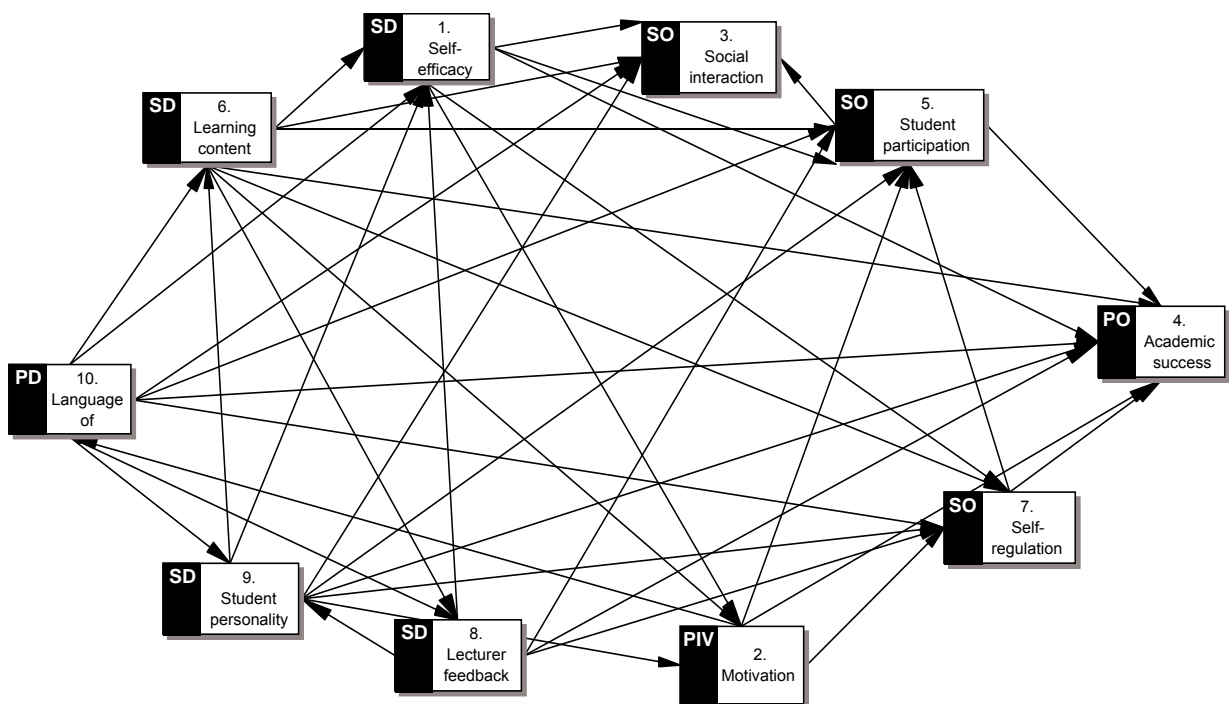 SD
1.
Self-
efficacy
SO
3.
Social
interaction
SD
6.
Learning
content
SO
5.
Student
participation
PO
4.
Academic
success
PD
10.
Language
of
SO
7.
Self-
regulation
SD
9.
Student
personality
SD
8.
Lecturer
feedback
PIV
2.
Motivation